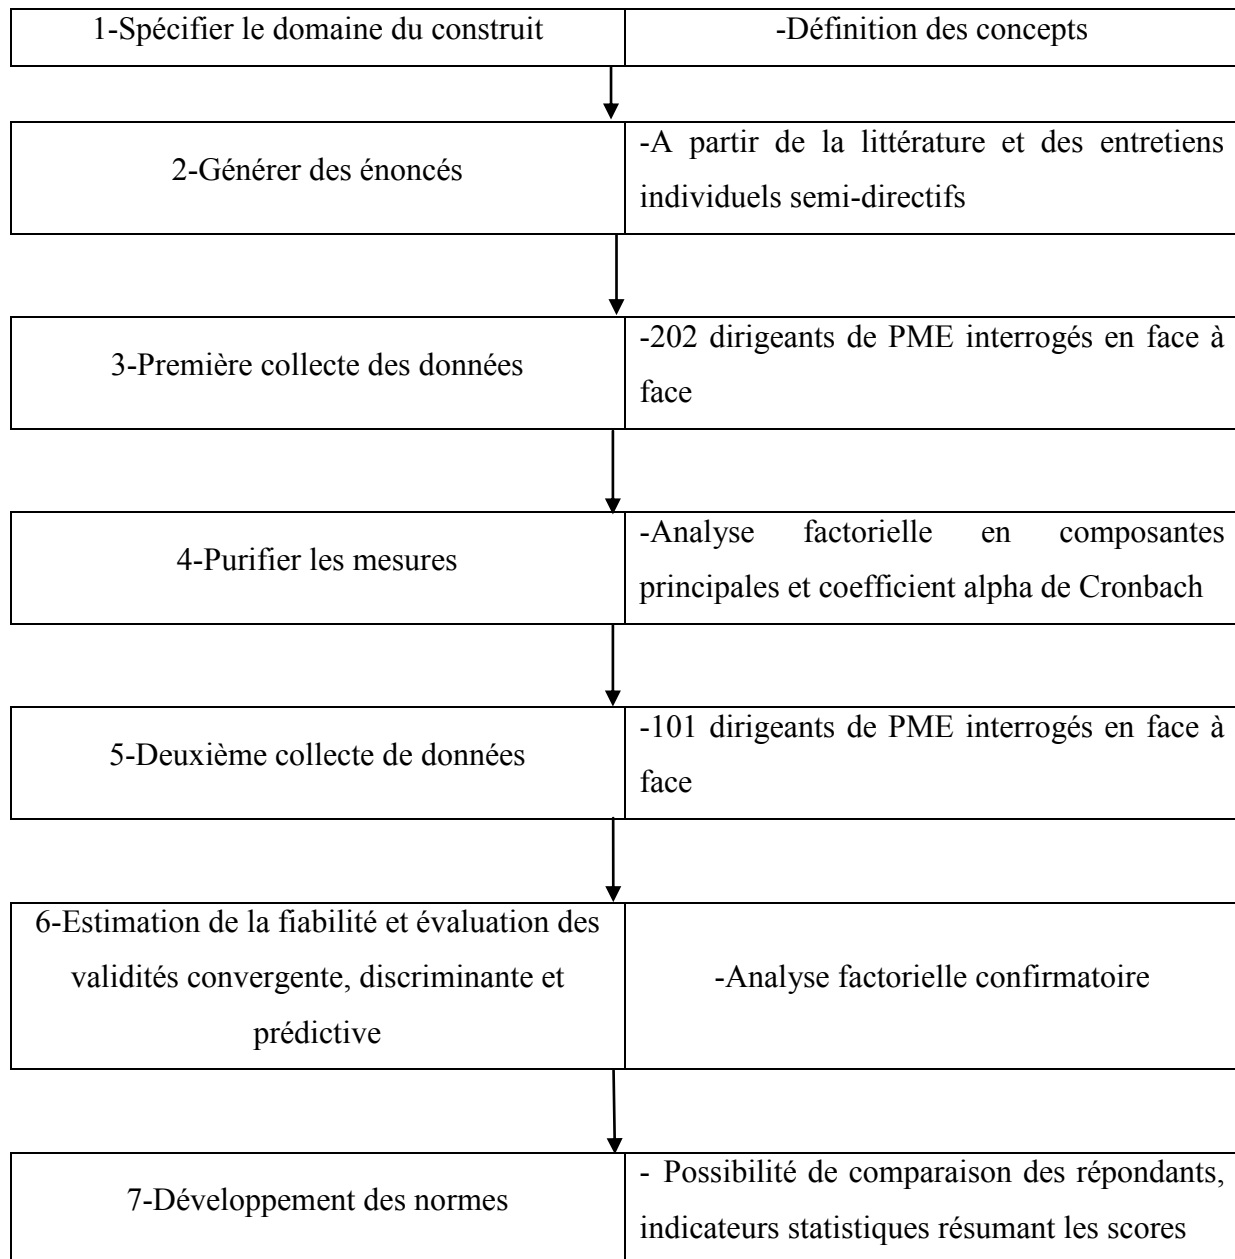 1-Spécifier le domaine du construit
-Définition des concepts
2-Générer des énoncés
-A partir de la littérature et des entretiens
individuels semi-directifs
3-Première collecte des données
-202 dirigeants de PME interrogés en face à
face
4-Purifier les mesures
-Analyse factorielle en composantes
principales et coefficient alpha de Cronbach
5-Deuxième collecte de données
-101 dirigeants de PME interrogés en face à
face
6-Estimation de la fiabilité et évaluation des
validités convergente, discriminante et
prédictive
-Analyse factorielle confirmatoire
7-Développement des normes
- Possibilité de comparaison des répondants,
indicateurs statistiques résumant les scores